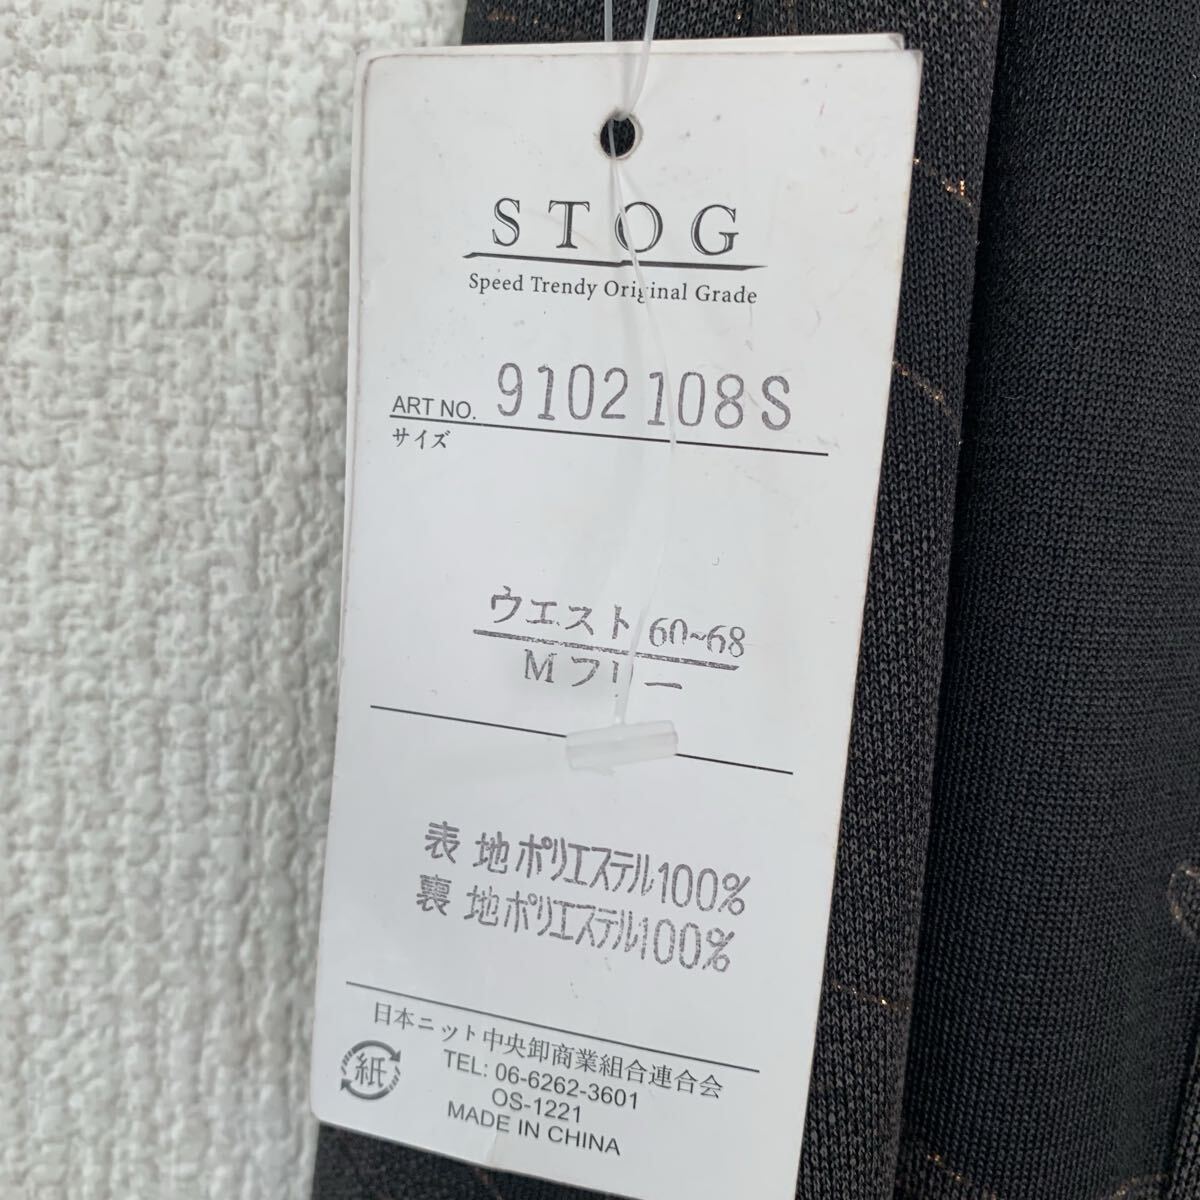 STOG
Speed Trendy Original Grade
ART NO. 9102108S
サイズ
ウエスト 60~68
Mフリー
表 地ポリエステル100%
裏 地ポリエステル100%
日本ニット中央卸商業組合連合会
紙
TEL: 06-6262-3601
OS-1221
MADE IN CHINA